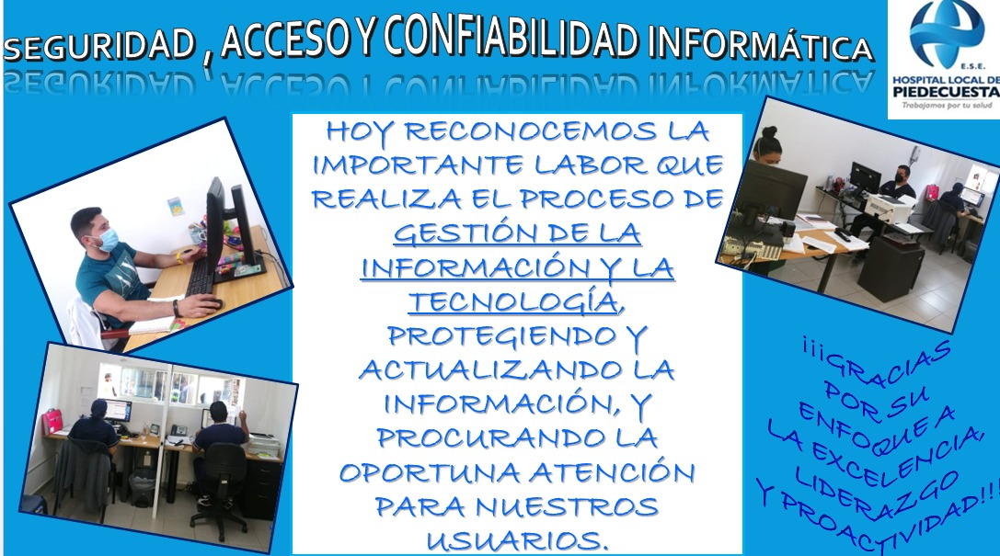 SEGURIDAD , ACCESO Y CONFIABILIDAD INFORMÁTICA
E.S.E.
HOSPITAL LOCAL DE
PIEDECUESTA
Trabajamos por tu salud
HOY RECONOCEMOS LA
IMPORTANTE LABOR QUE
REALIZA EL PROCESO DE
GESTIÓN DE LA
INFORMACIÓN Y LA
TECNOLOGÍA,
PROTEGIENDO Y
ACTUALIZANDO LA
INFORMACIÓN, Y
PROCURANDO LA
OPORTUNA ATENCIÓN
PARA NUESTROS
USUARIOS.
¡¡¡GRACIAS
POR SU
ENFOQUE A
LA EXCELENCIA,
LIDERAZGO
Y PROACTIVIDAD!!!